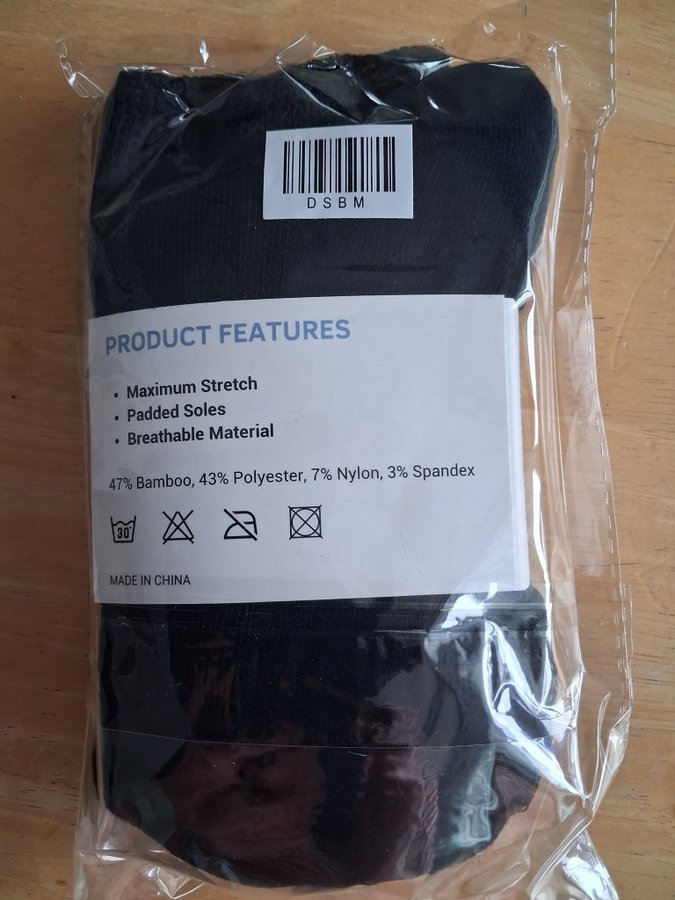 DSBM
PRODUCT FEATURES
• Maximum Stretch
• Padded Soles
• Breathable Material
47% Bamboo, 43% Polyester, 7% Nylon, 3% Spandex
30°
MADE IN CHINA